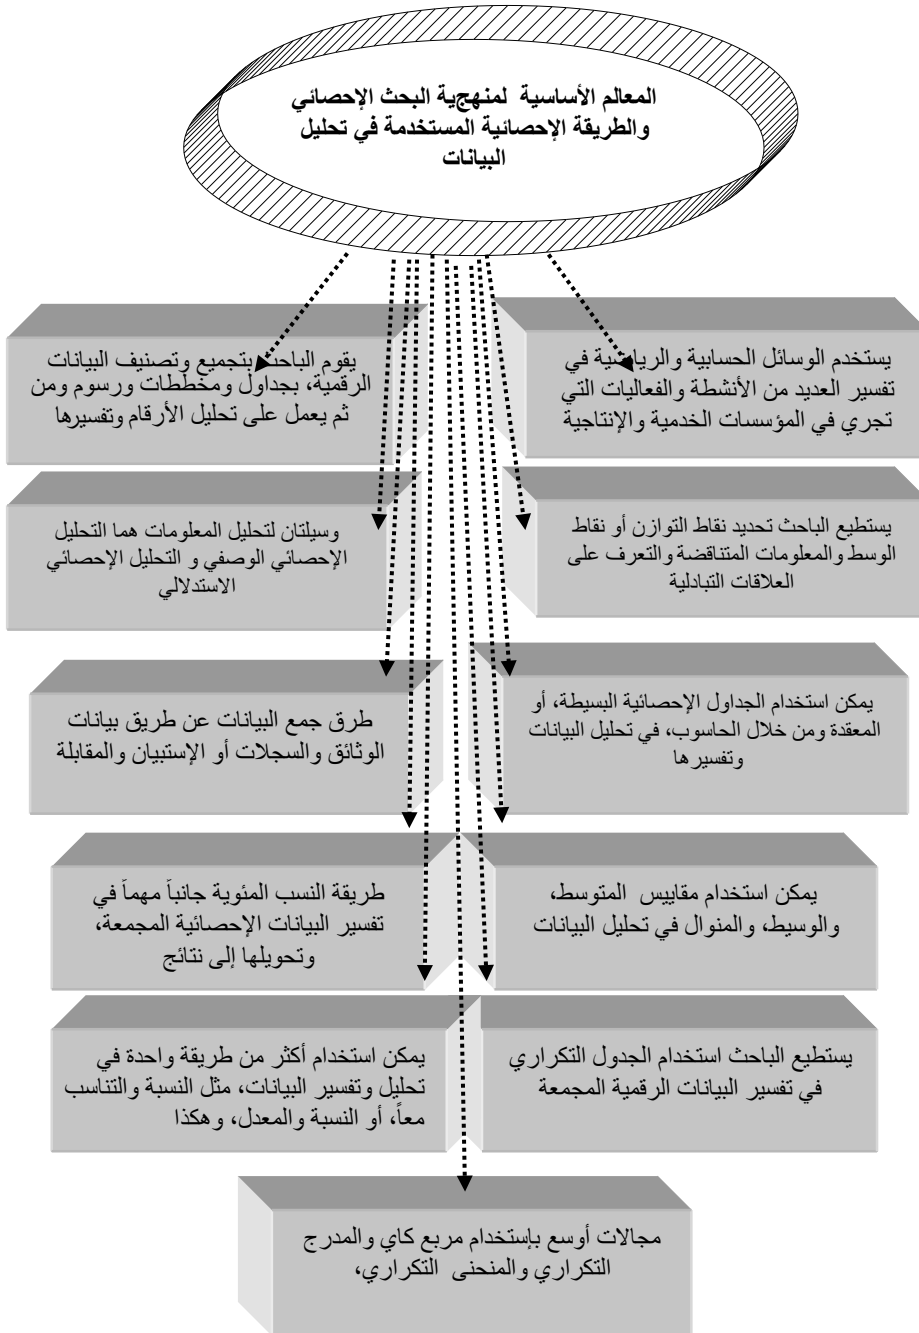 المعالم الأساسية لمنهجية البحث الإحصائي
والطريقة الإحصائية المستخدمة في تحليل
البيانات
يستخدم الوسائل الحسابية والرياضية في
تفسير العديد من الأنشطة والفعاليات التي
تجري في المؤسسات الخدمية والإنتاجية
يقوم الباحث بتجميع وتصنيف البيانات
الرقمية، بجداول ومخططات ورسوم ومن
ثم يعمل على تحليل الأرقام وتفسيرها
يستطيع الباحث تحديد نقاط التوازن أو نقاط
الوسط والمعلومات المتناقضة والتعرف على
العلاقات التبادلية
وسيلتان لتحليل المعلومات هما التحليل
الإحصائي الوصفي و التحليل الإحصائي
الاستدلالي
يمكن استخدام الجداول الإحصائية البسيطة، أو
المعقدة ومن خلال الحاسوب، في تحليل البيانات
وتفسيرها
طرق جمع البيانات عن طريق بيانات
الوثائق والسجلات أو الإستبيان والمقابلة
يمكن استخدام مقاييس المتوسط،
والوسيط، والمنوال في تحليل البيانات
طريقة النسب المئوية جانباً مهماً في
تفسير البيانات الإحصائية المجمعة،
وتحويلها إلى نتائج
يستطيع الباحث استخدام الجدول التكراري
في تفسير البيانات الرقمية المجمعة
يمكن استخدام أكثر من طريقة واحدة في
تحليل وتفسير البيانات، مثل النسبة والتناسب
معاً، أو النسبة والمعدل، وهكذا
مجالات أوسع بإستخدام مربع كاي والمدرج
التكراري والمنحنى التكراري،